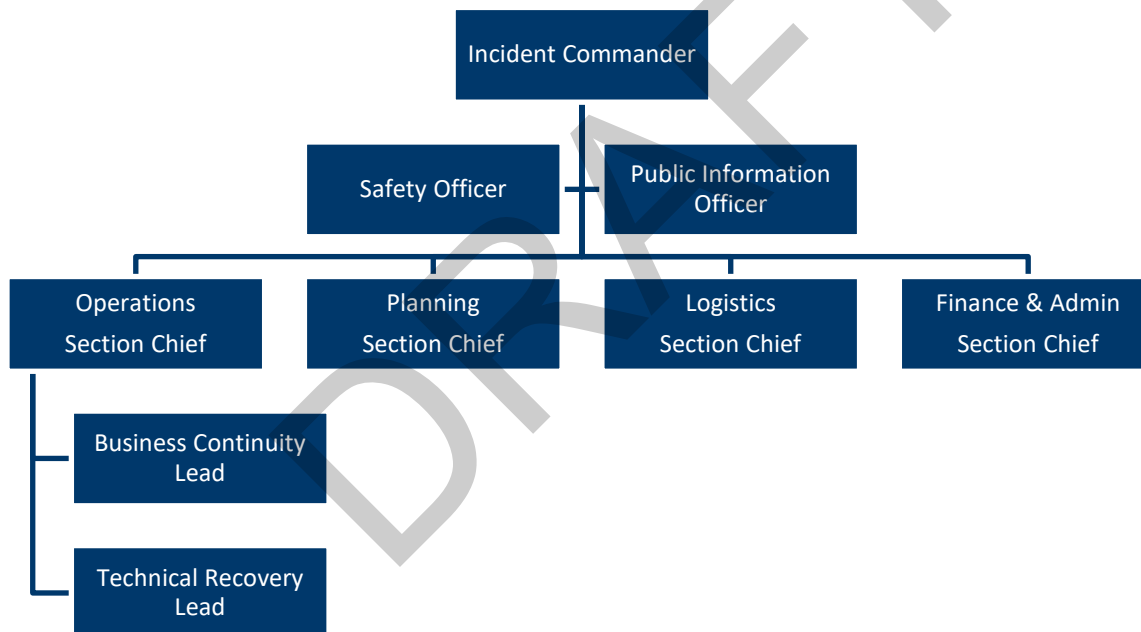 Incident Commander
Safety Officer
Public Information
Officer
Operations
Section Chief
Planning
Section Chief
Logistics
Section Chief
Finance & Admin
Section Chief
Business Continuity
Lead
Technical Recovery
Lead
DRAFT